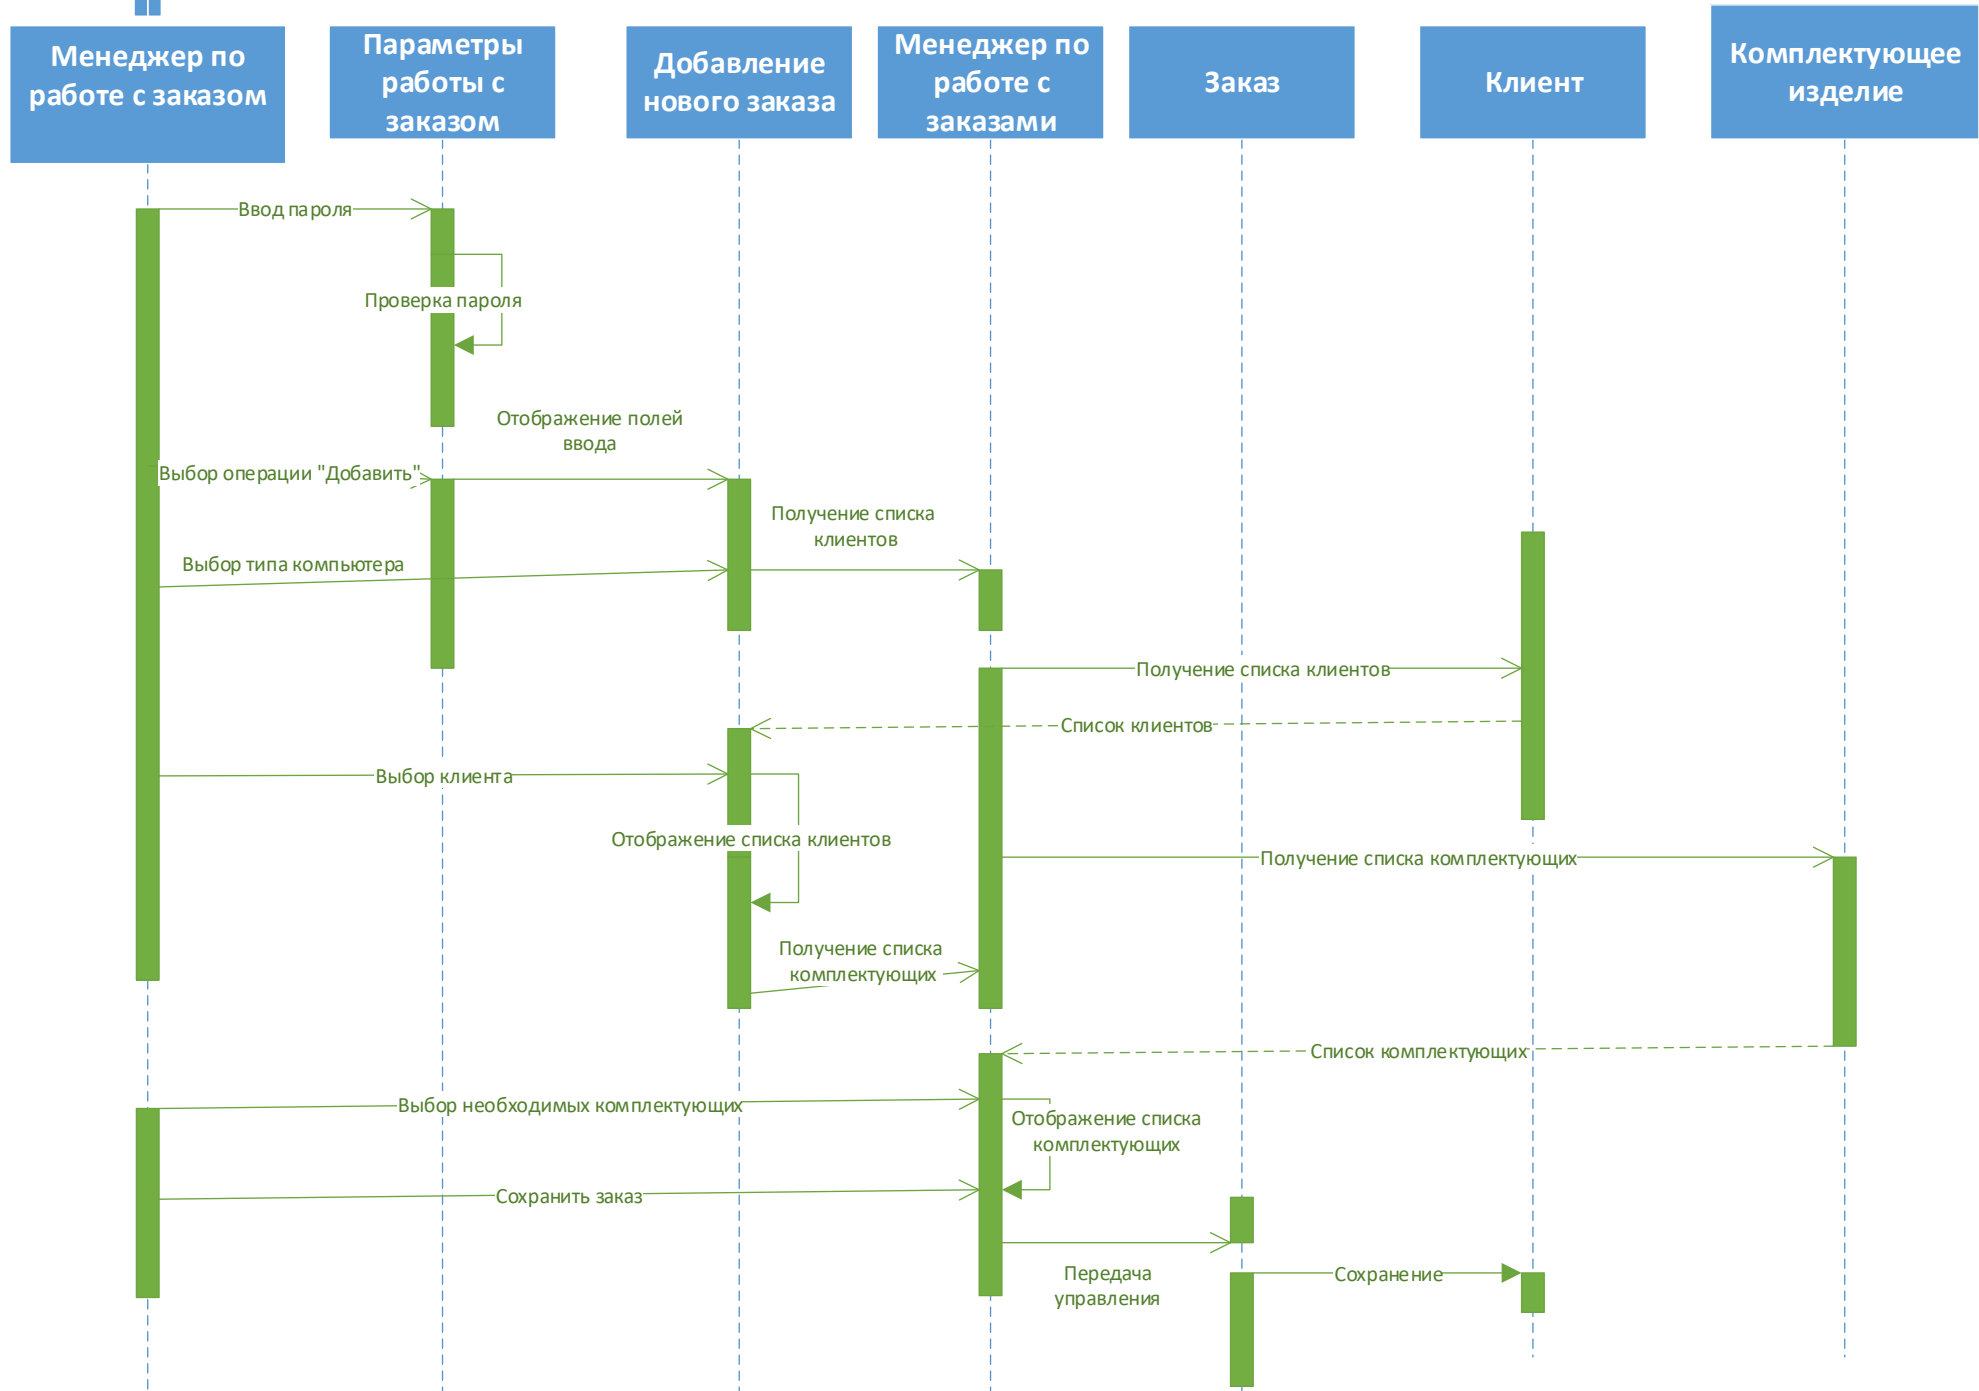 Менеджер по
работе с заказом
Параметры
работы с
заказом
Добавление
нового заказа
Менеджер по
работе с
заказами
Заказ
Клиент
Комплектующее
изделие
Ввод пароля
Проверка пароля
Отображение полей
ввода
Выбор операции "Добавить"
Получение списка
клиентов
Выбор типа компьютера
Получение списка клиентов
Список клиентов
Выбор клиента
Отображение списка клиентов
Получение списка комплектующих
Получение списка
комплектующих
Список комплектующих
Выбор необходимых комплектующих
Отображение списка
комплектующих
Сохранить заказ
Передача
управления
Сохранение